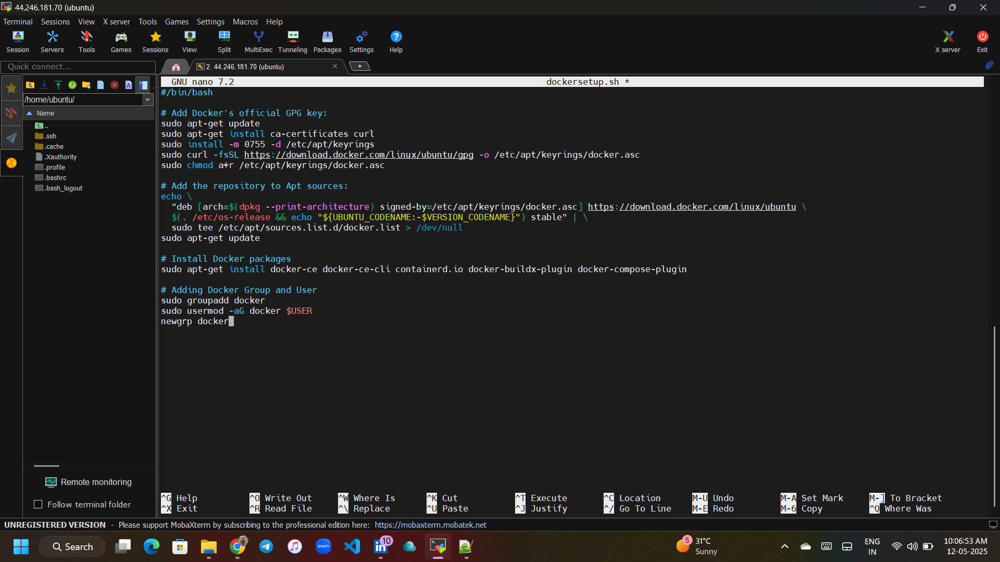 44.246.181.70 (ubuntu)
Terminal Sessions View X server Tools Games Settings Macros Help
Session Servers Tools Games Sessions View Split MultiExec Tunneling Packages Settings Help X server Exit
Quick connect...
2. 44.246.181.70 (ubuntu)
/home/ubuntu/
Name
..
.ssh
.cache
.Xauthority
.profile
.bashrc
.bash_logout
Remote monitoring
Follow terminal folder
GNU nano 7.2 dockersetup.sh *
#/bin/bash
# Add Docker's official GPG key:
sudo apt-get update
sudo apt-get install ca-certificates curl
sudo install -m 0755 -d /etc/apt/keyrings
sudo curl -fsSL https://download.docker.com/linux/ubuntu/gpg -o /etc/apt/keyrings/docker.asc
sudo chmod a+r /etc/apt/keyrings/docker.asc
# Add the repository to Apt sources:
echo \
"deb [arch=$(dpkg --print-architecture) signed-by=/etc/apt/keyrings/docker.asc] https://download.docker.com/linux/ubuntu \
$(. /etc/os-release && echo "${UBUNTU_CODENAME:-$VERSION_CODENAME}") stable" | \
sudo tee /etc/apt/sources.list.d/docker.list > /dev/null
sudo apt-get update
# Install Docker packages
sudo apt-get install docker-ce docker-ce-cli containerd.io docker-buildx-plugin docker-compose-plugin
# Adding Docker Group and User
sudo groupadd docker
sudo usermod -aG docker $USER
newgrp docker
^G Help ^O Write Out ^W Where Is ^K Cut ^T Execute ^C Location M-U Undo M-A Set Mark M-] To Bracket
^X Exit ^R Read File ^\ Replace ^U Paste ^J Justify ^/ Go To Line M-E Redo M-6 Copy ^Q Where Was
UNREGISTERED VERSION - Please support MobaXterm by subscribing to the professional edition here: https://mobaxterm.mobatek.net
Search
zoom
10
5
31°C
Sunny
ENG
IN
10:06:53 AM
12-05-2025